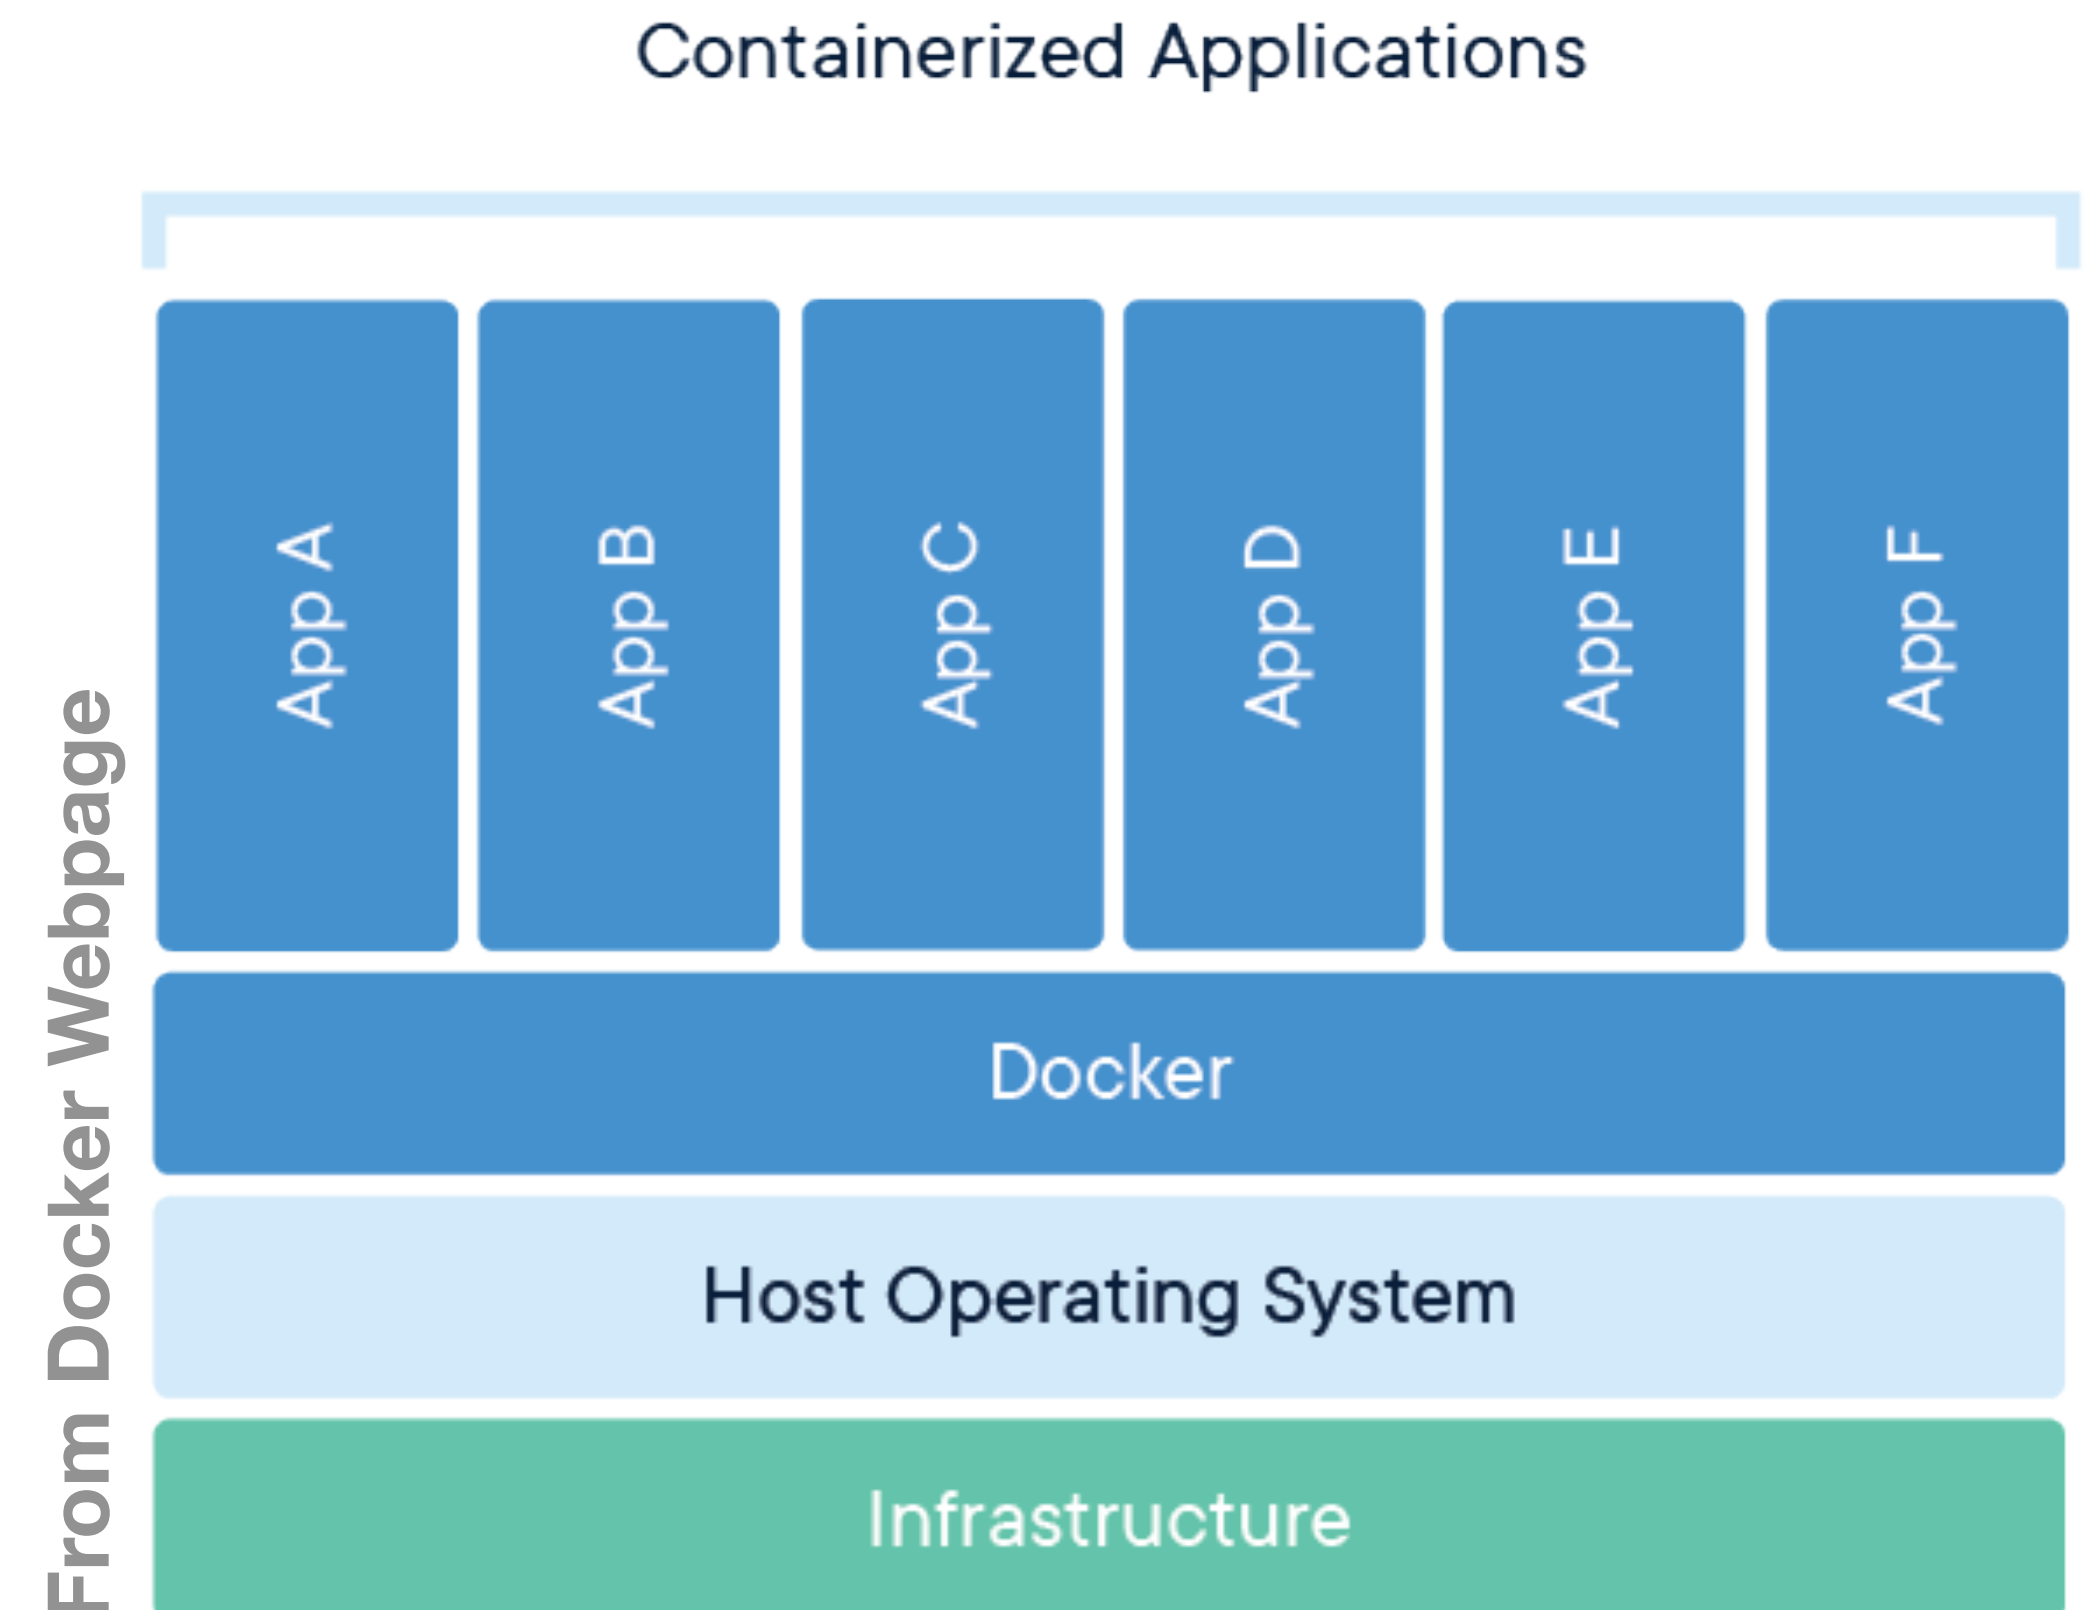 Containerized Applications
App A
App B
App C
App D
App E
App F
Docker
Host Operating System
Infrastructure
From Docker Webpage